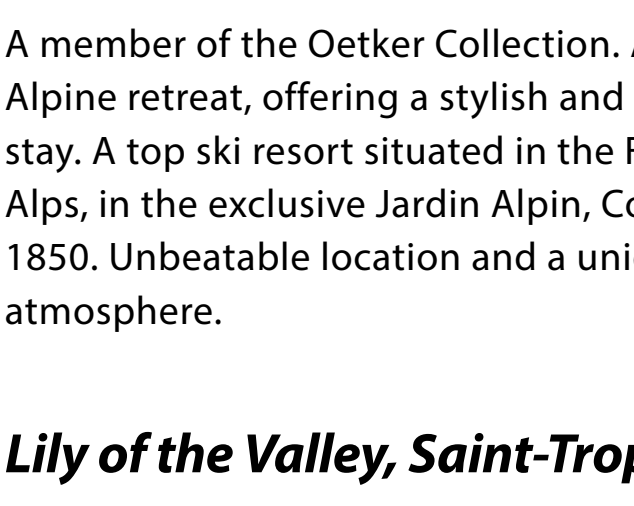 A member of the Oetker Collection.
Alpine retreat, offering a stylish and
stay. A top ski resort situated in the
Alps, in the exclusive Jardin Alpin,
1850. Unbeatable location and a
atmosphere.
Lily of the Valley,